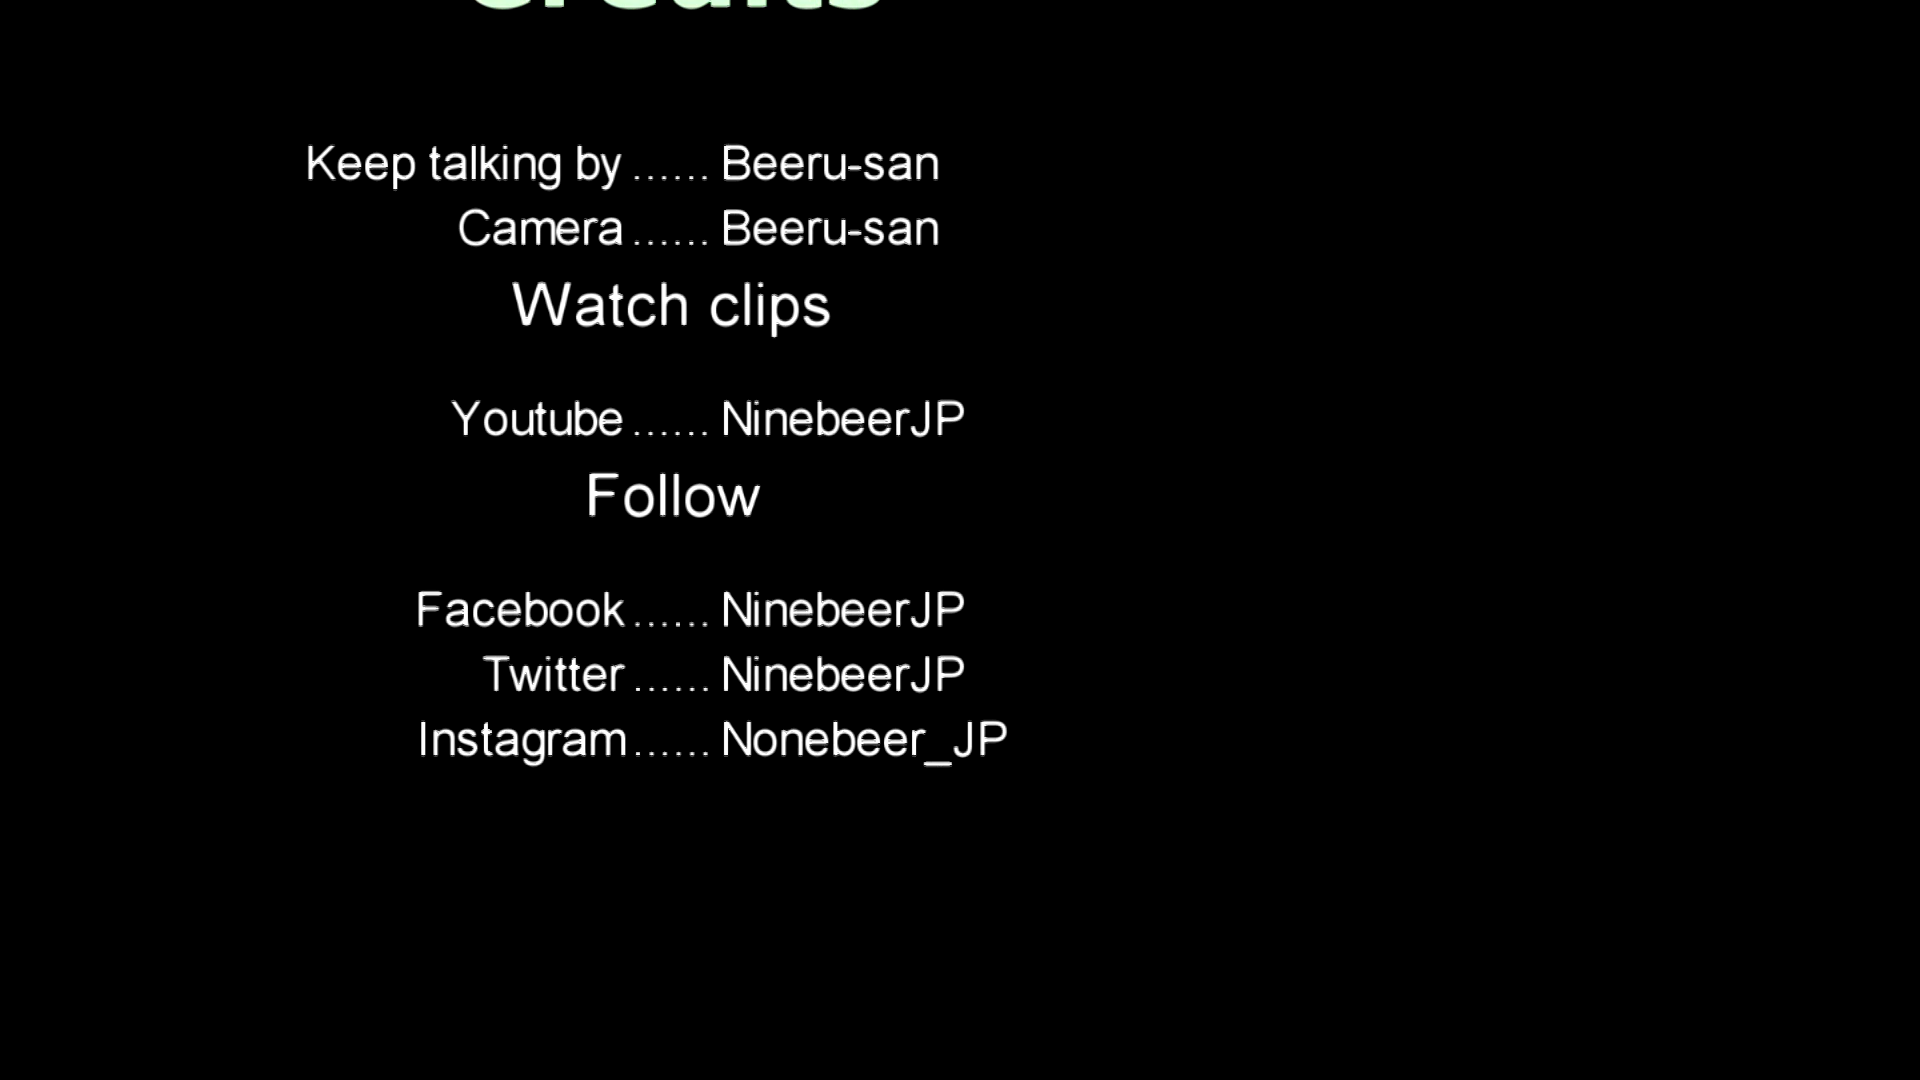 Credits
Keep talking by ...... Beeru-san
Camera ...... Beeru-san
Watch clips
Youtube ...... NinebeerJP
Follow
Facebook ...... NinebeerJP
Twitter ...... NinebeerJP
Instagram ...... Nonebeer_JP